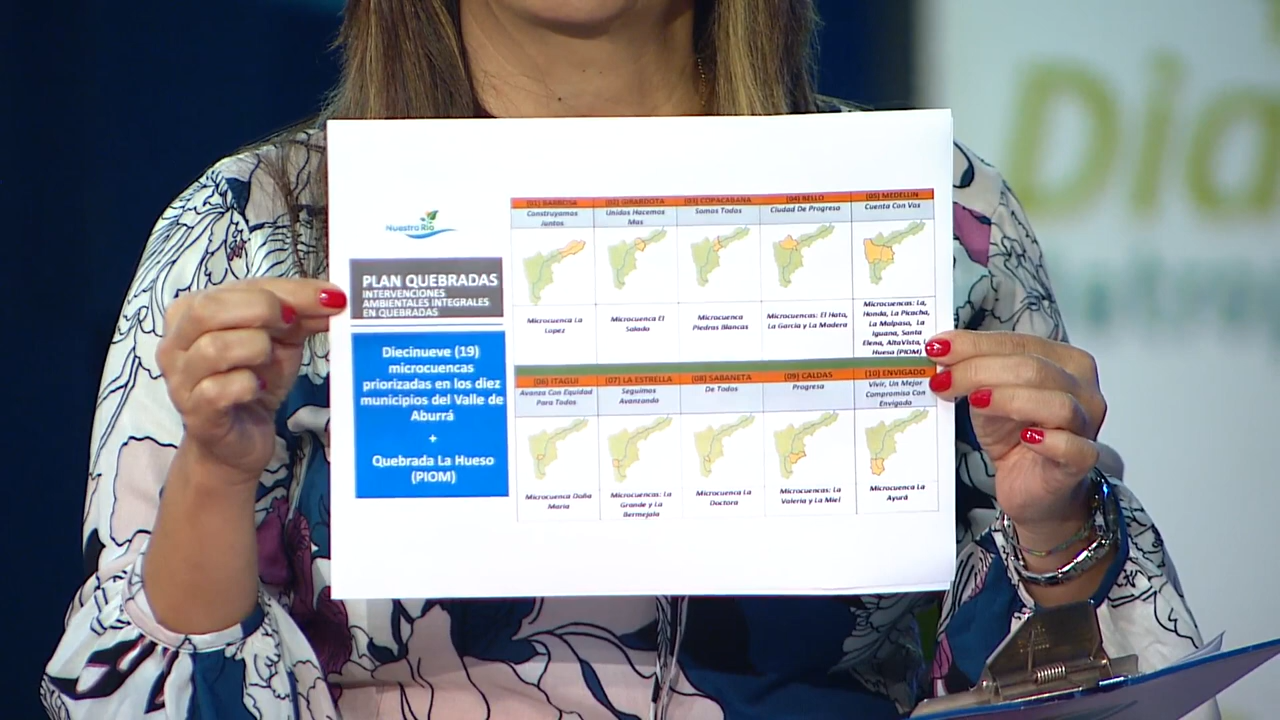 Dia
Nuestro Río
PLAN QUEBRADAS
INTERVENCIONES
AMBIENTALES INTEGRALES
EN QUEBRADAS
Diecinueve (19)
microcuencas
priorizadas en los diez
municipios del Valle de
Aburrá
+
Quebrada La Hueso
(PIOM)
(01) BARBOSA
Construyamos
Juntos
Microcuenca La
Lopez
(02) GIRARDOTA
Unidos Hacemos
Mas
Microcuenca El
Salado
(03) COPACABANA
Somos Todos
Microcuenca
Piedras Blancas
(04) BELLO
Ciudad De Progreso
Microcuencas: El Hato,
La García y La Madera
(05) MEDELLIN
Cuenta Con Vos
Microcuencas: La,
Honda, La Picacha,
La Malpaso, La
Iguana, Santa
Elena, AltaVista,
Hueso (PIOM)
(06) ITAGUI
Avanza Con Equidad
Para Todos
Microcuenca Doña
Maria
(07) LA ESTRELLA
Seguimos
Avanzando
Microcuencas: La
Grande y La
Bermejala
(08) SABANETA
De Todos
Microcuenca La
Doctora
(09) CALDAS
Progresa
Microcuencas: La
Valeria y La Miel
(10) ENVIGADO
Vivir, Un Mejor
Compromiso Con
Envigado
Microcuenca La
Ayurá